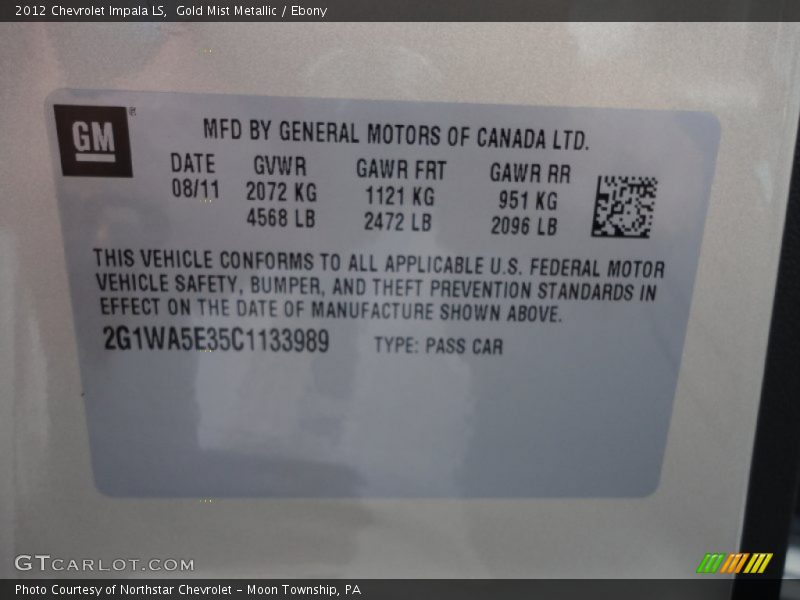 2012 Chevrolet Impala LS,  Gold Mist Metallic / Ebony
GM
MFD BY GENERAL MOTORS OF CANADA LTD.
DATE GVWR GAWR FRT GAWR RR
08/11 2072 KG 1121 KG 951 KG
4568 LB 2472 LB 2096 LB
THIS VEHICLE CONFORMS TO ALL APPLICABLE U.S. FEDERAL MOTOR
VEHICLE SAFETY, BUMPER, AND THEFT PREVENTION STANDARDS IN
EFFECT ON THE DATE OF MANUFACTURE SHOWN ABOVE.
2G1WA5E35C1133989 TYPE: PASS CAR
GTCARLOT.COM
Photo Courtesy of Northstar Chevrolet - Moon Township, PA